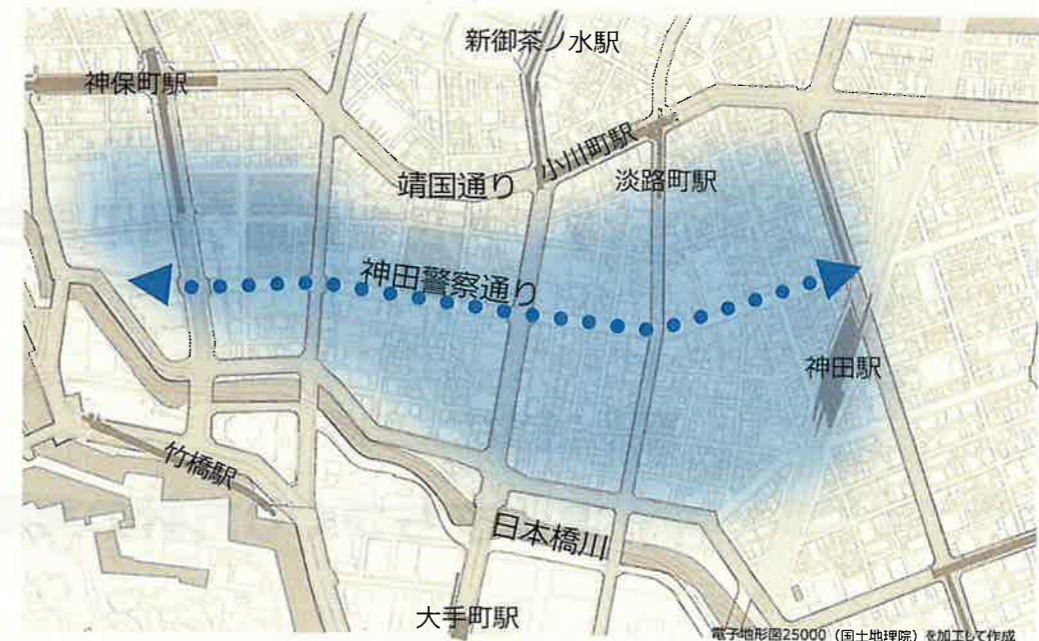 新御茶ノ水駅
神保町駅
小川町駅
淡路町駅
靖国通り
神田警察通り
神田駅
竹橋駅
日本橋川
大手町駅
電子地形図25000（国土地理院）を加工して作成